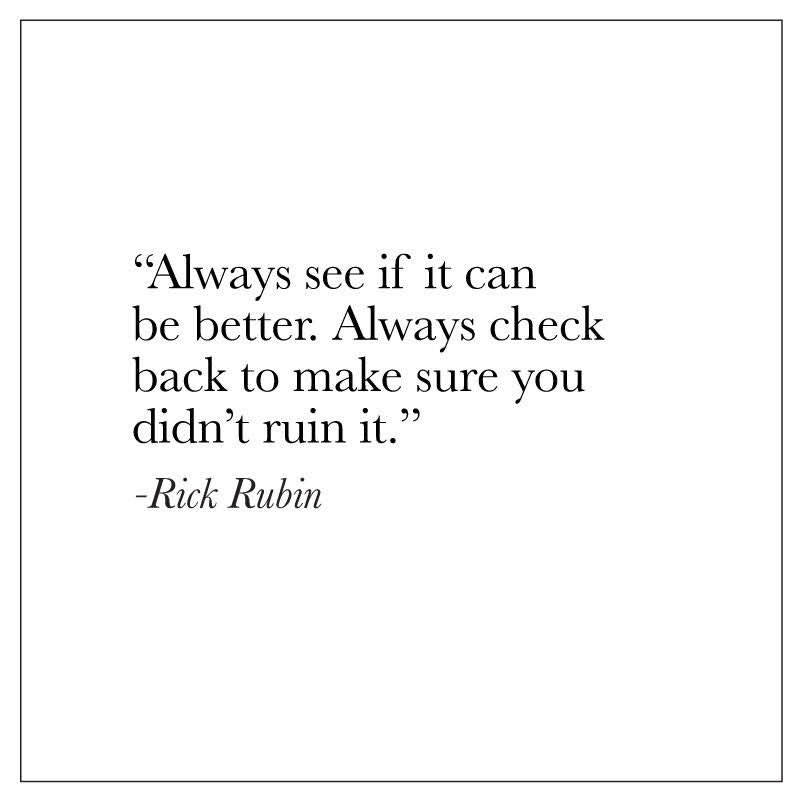 “Always see if it can
be better. Always check
back to make sure you
didn’t ruin it.”
-Rick Rubin